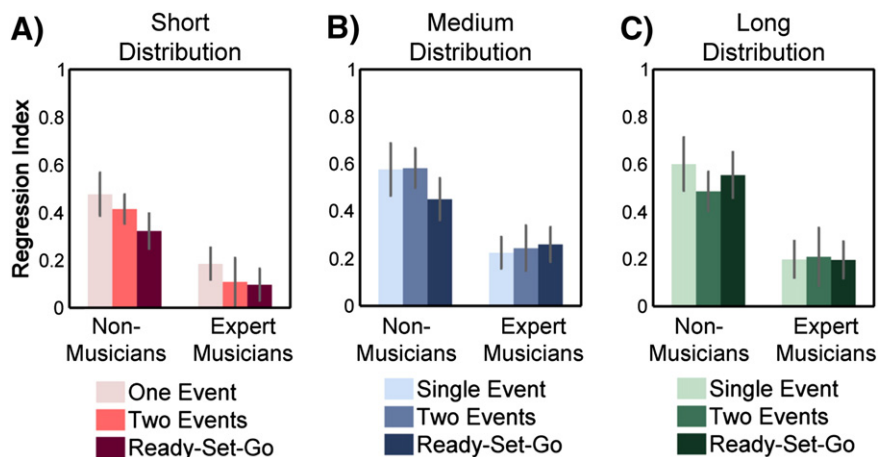 A)
Short
Distribution
Regression Index
1
0.8
0.6
0.4
0.2
0
Non-
Musicians
Expert
Musicians
One Event
Two Events
Ready-Set-Go
B)
Medium
Distribution
1
0.8
0.6
0.4
0.2
0
Non-
Musicians
Expert
Musicians
Single Event
Two Events
Ready-Set-Go
C)
Long
Distribution
1
0.8
0.6
0.4
0.2
0
Non-
Musicians
Expert
Musicians
Single Event
Two Events
Ready-Set-Go